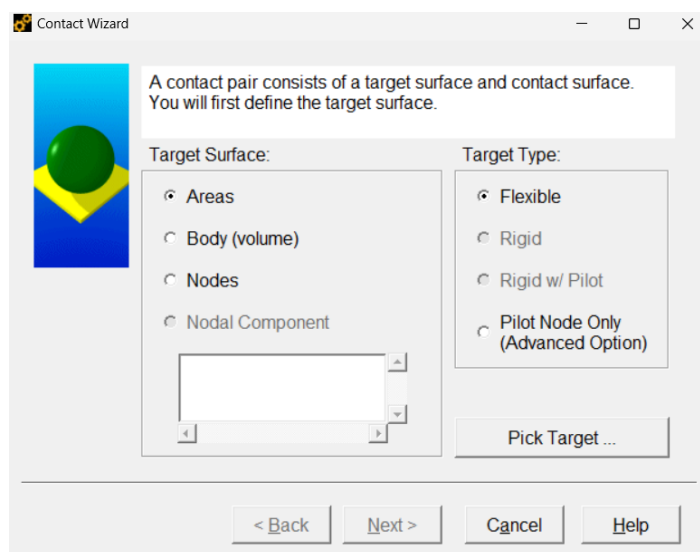 Contact Wizard
A contact pair consists of a target surface and contact surface.
You will first define the target surface.
Target Surface:
Areas
Body (volume)
Nodes
Nodal Component
Target Type:
Flexible
Rigid
Rigid w/ Pilot
Pilot Node Only
(Advanced Option)
Pick Target ...
< Back
Next >
Cancel
Help